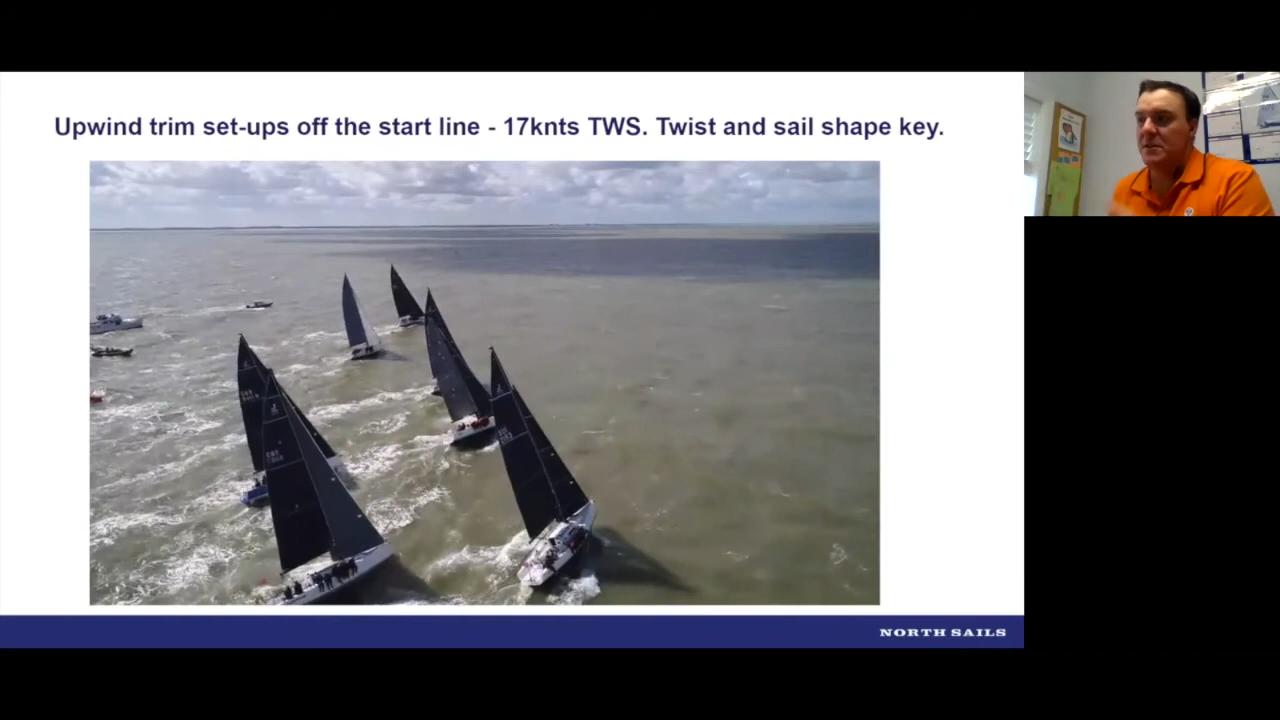 Upwind trim set-ups off the start line - 17knts TWS. Twist and sail shape key.
NORTH SAILS